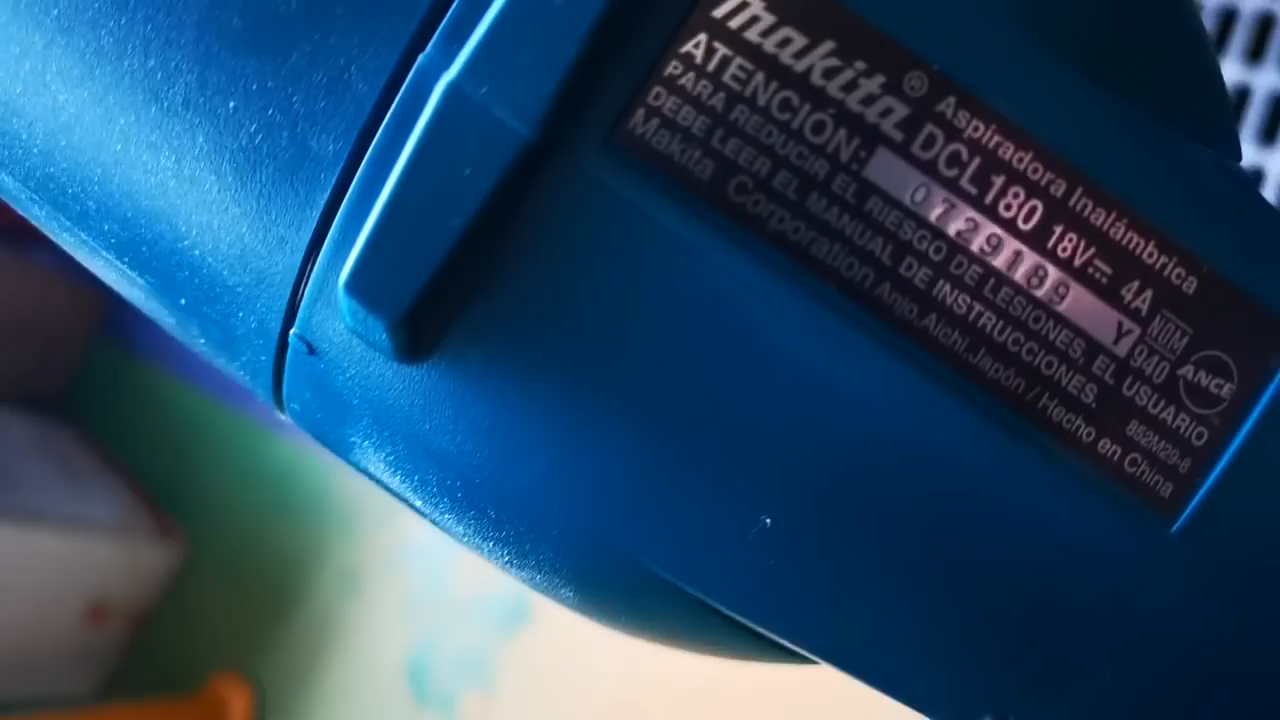 makita® Aspiradora Inalámbrica
DCL180 18V⎓ 4A
ATENCIÓN: 0729189 Y
NOM
940 ANCE
PARA REDUCIR EL RIESGO DE LESIONES, EL USUARIO
DEBE LEER EL MANUAL DE INSTRUCCIONES.
852M29-8
Makita Corporation Anjo,Aichi,Japón / Hecho en China